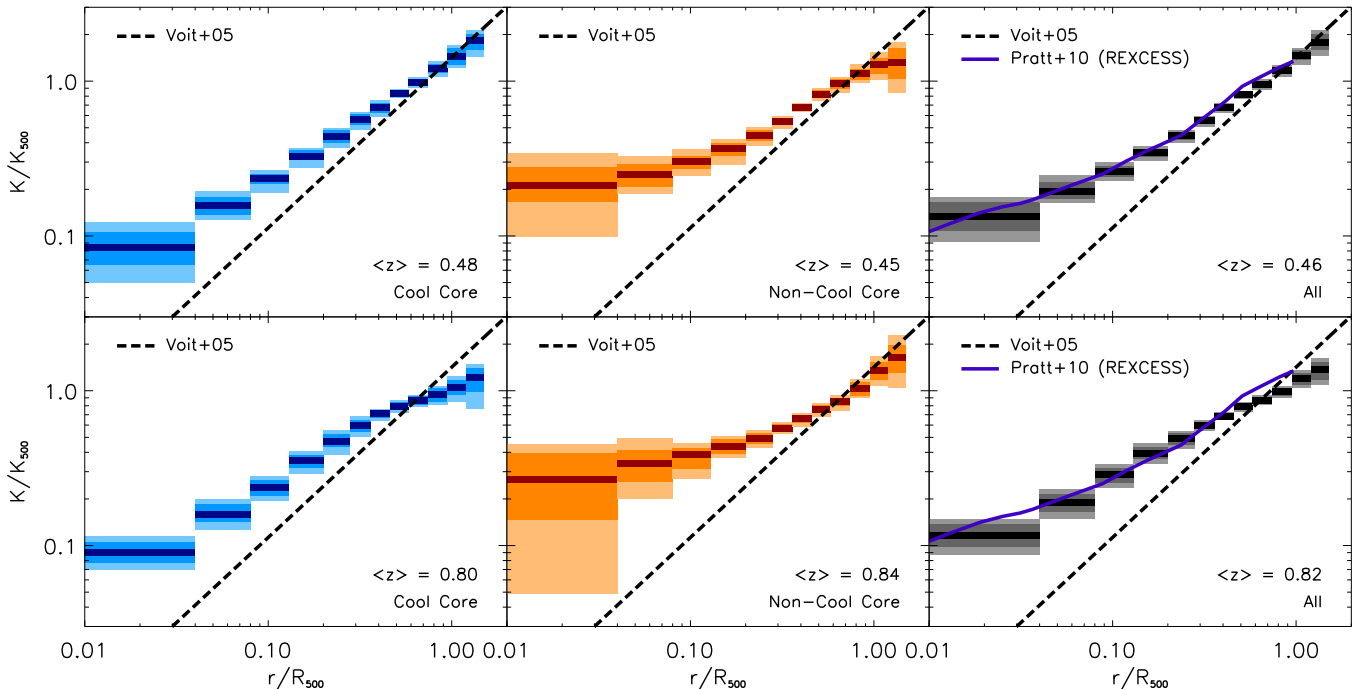 Voit+05
1.0
0.1
K/K500
<z> = 0.48
Cool Core
Voit+05
<z> = 0.45
Non-Cool Core
Voit+05
Pratt+10 (REXCESS)
<z> = 0.46
All
Voit+05
1.0
0.1
K/K500
<z> = 0.80
Cool Core
0.01
0.10
1.00
r/R500
Voit+05
<z> = 0.84
Non-Cool Core
0.01
0.10
1.00
r/R500
Voit+05
Pratt+10 (REXCESS)
<z> = 0.82
All
0.01
0.10
1.00
r/R500